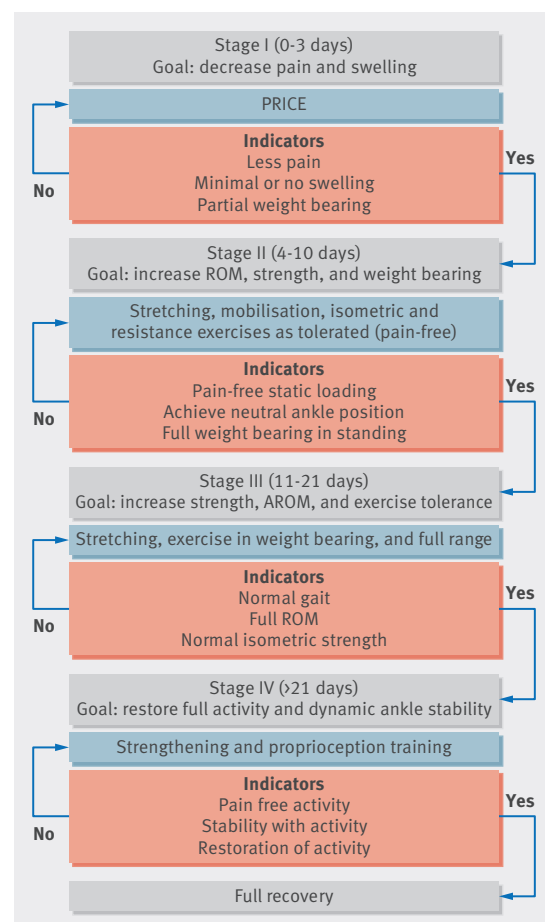 Stage I (0-3 days)
Goal: decrease pain and swelling
PRICE
Indicators
Less pain
Minimal or no swelling
Partial weight bearing
No
Yes
Stage II (4-10 days)
Goal: increase ROM, strength, and weight bearing
Stretching, mobilisation, isometric and
resistance exercises as tolerated (pain-free)
Indicators
Pain-free static loading
Achieve neutral ankle position
Full weight bearing in standing
No
Yes
Stage III (11-21 days)
Goal: increase strength, AROM, and exercise tolerance
Stretching, exercise in weight bearing, and full range
Indicators
Normal gait
Full ROM
Normal isometric strength
No
Yes
Stage IV (>21 days)
Goal: restore full activity and dynamic ankle stability
Strengthening and proprioception training
Indicators
Pain free activity
Stability with activity
Restoration of activity
No
Yes
Full recovery